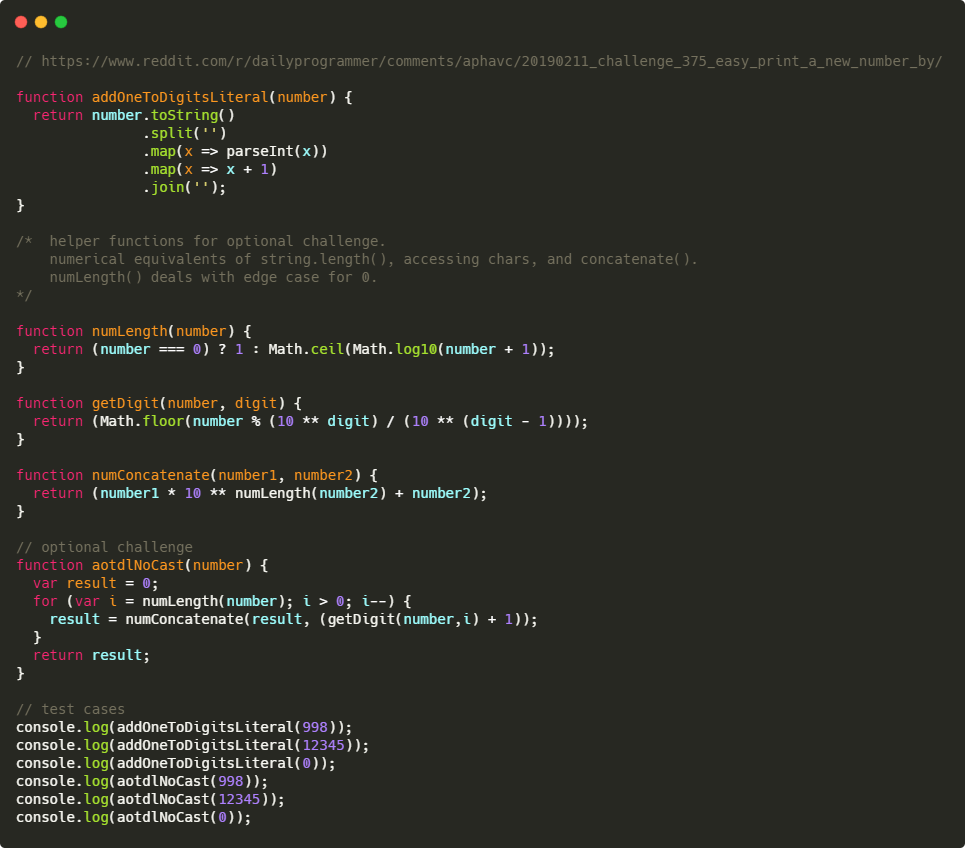 // https://www.reddit.com/r/dailyprogrammer/comments/aphavc/20190211_challenge_375_easy_print_a_new_number_by/

function addOneToDigitsLiteral(number) {
  return number.toString()
               .split('')
               .map(x => parseInt(x))
               .map(x => x + 1)
               .join('');
}

/*  helper functions for optional challenge.
    numerical equivalents of string.length(), accessing chars, and concatenate().
    numLength() deals with edge case for 0.
*/

function numLength(number) {
  return (number === 0) ? 1 : Math.ceil(Math.log10(number + 1));
}

function getDigit(number, digit) {
  return (Math.floor(number % (10 ** digit) / (10 ** (digit - 1))));
}

function numConcatenate(number1, number2) {
  return (number1 * 10 ** numLength(number2) + number2);
}

// optional challenge
function aotdlNoCast(number) {
  var result = 0;
  for (var i = numLength(number); i > 0; i--) {
    result = numConcatenate(result, (getDigit(number,i) + 1));
  }
  return result;
}

// test cases
console.log(addOneToDigitsLiteral(998));
console.log(addOneToDigitsLiteral(12345));
console.log(addOneToDigitsLiteral(0));
console.log(aotdlNoCast(998));
console.log(aotdlNoCast(12345));
console.log(aotdlNoCast(0));